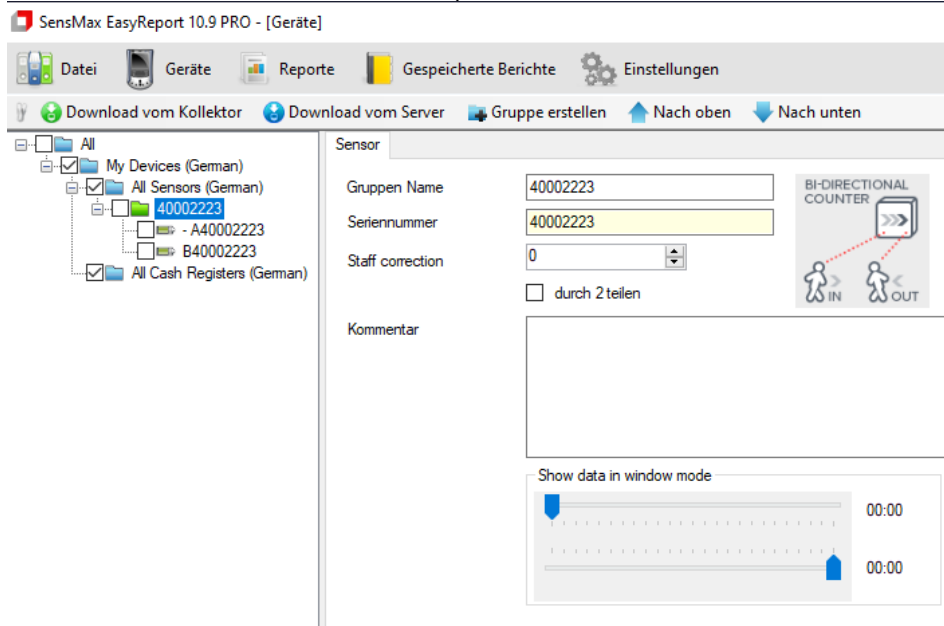 SensMax EasyReport 10.9 PRO - [Geräte]
Datei Geräte Reporte Gespeicherte Berichte Einstellungen
Download vom Kollektor Download vom Server Gruppe erstellen Nach oben Nach unten
All
My Devices (German)
All Sensors (German)
40002223
- A40002223
B40002223
All Cash Registers (German)
Sensor
Gruppen Name 40002223
Seriennummer 40002223
Staff correction 0
durch 2 teilen
BI-DIRECTIONAL
COUNTER
>>>
IN OUT
Kommentar
Show data in window mode
00:00
00:00